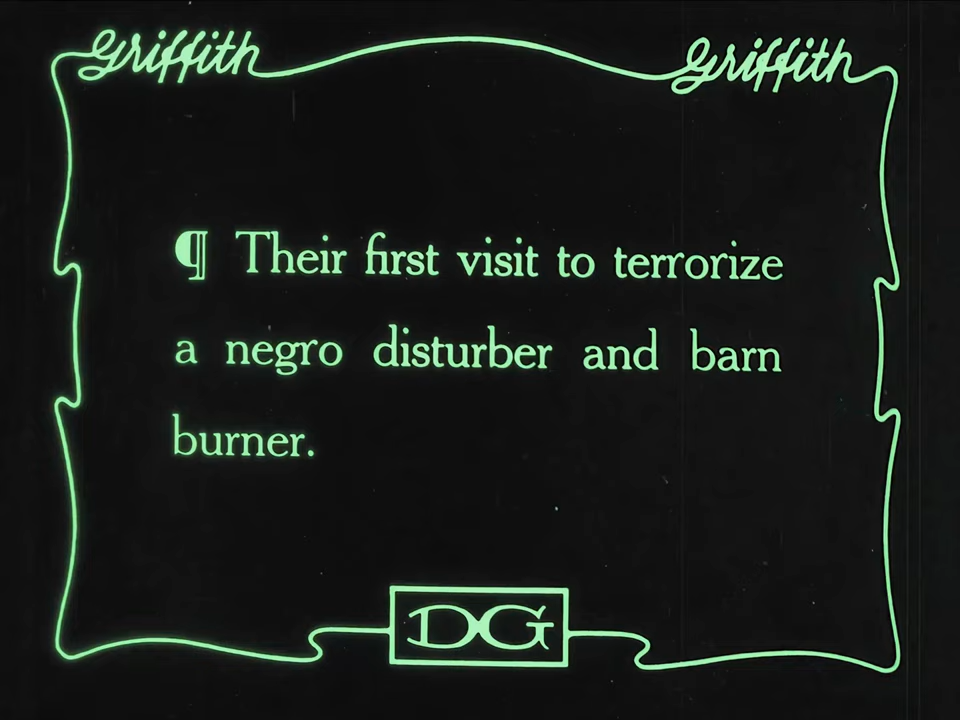 Griffith Griffith
¶ Their first visit to terrorize
a negro disturber and barn
burner.
DG